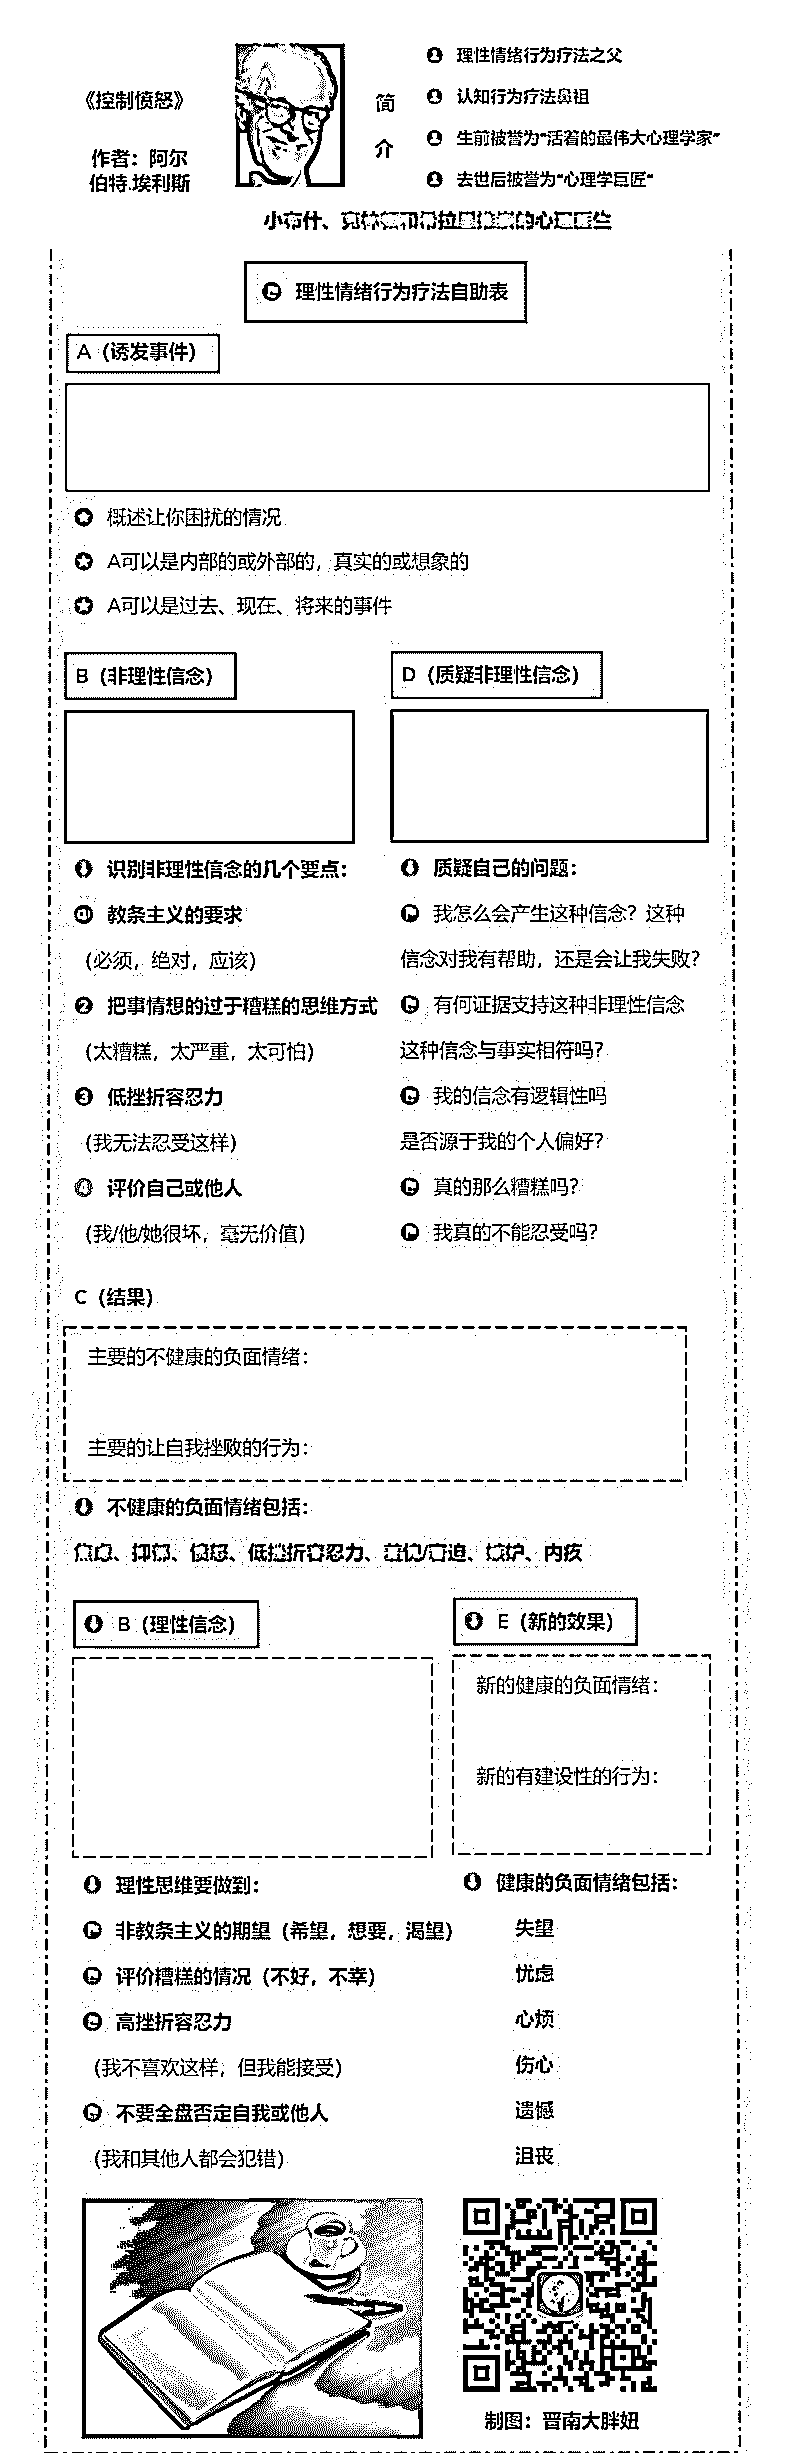 《控制愤怒》
作者：阿尔
伯特.埃利斯
简
介
理性情绪行为疗法之父
认知行为疗法鼻祖
生前被誉为“活着的最伟大心理学家”
去世后被誉为“心理学巨匠“
小布什、克林顿和希拉里
的心理医生
理性情绪行为疗法自助表
A（诱发事件）
概述让你困扰的情况
A可以是内部的或外部的，真实的或想象的
A可以是过去、现在、将来的事件
B（非理性信念）
识别非理性信念的几个要点：
1 教条主义的要求
（必须，绝对，应该）
2 把事情想的过于糟糕的思维方式
（太糟糕，太严重，太可怕）
3 低挫折容忍力
（我无法忍受这样）
4 评价自己或他人
（我/他/她很坏，毫无价值）
D（质疑非理性信念）
质疑自己的问题：
我怎么会产生这种信念？这种
信念对我有帮助，还是会让我失败？
有何证据支持这种非理性信念
这种信念与事实相符吗？
我的信念有逻辑性吗
是否源于我的个人偏好？
真的那么糟糕吗？
我真的不能忍受吗？
C（结果）
主要的不健康的负面情绪：
主要的让自我挫败的行为：
不健康的负面情绪包括：
、抑郁、
、低挫折容忍力、
、嫉妒、内疚
B（理性信念）
理性思维要做到：
非教条主义的期望（希望，想要，渴望）
评价糟糕的情况（不好，不幸）
高挫折容忍力
（我不喜欢这样，但我能接受）
不要全盘否定自我或他人
（我和其他人都会犯错）
E（新的效果）
新的健康的负面情绪：
新的有建设性的行为：
健康的负面情绪包括：
失望
忧虑
心烦
伤心
遗憾
沮丧
制图：晋南大胖妞